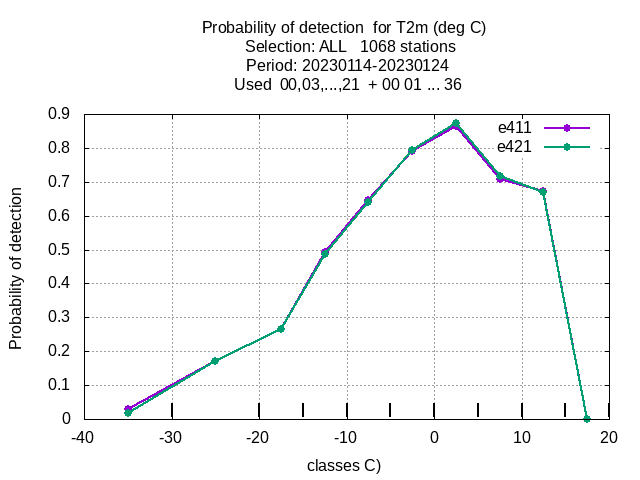 Probability of detection  for T2m (deg C)
Selection: ALL   1068 stations
Period: 20230114-20230124
Used  00,03,...,21  + 00 01 ... 36
e411
e421
0.9
0.8
0.7
0.6
0.5
0.4
0.3
0.2
0.1
0
Probability of detection
-40 -30 -20 -10 0 10 20
classes C)